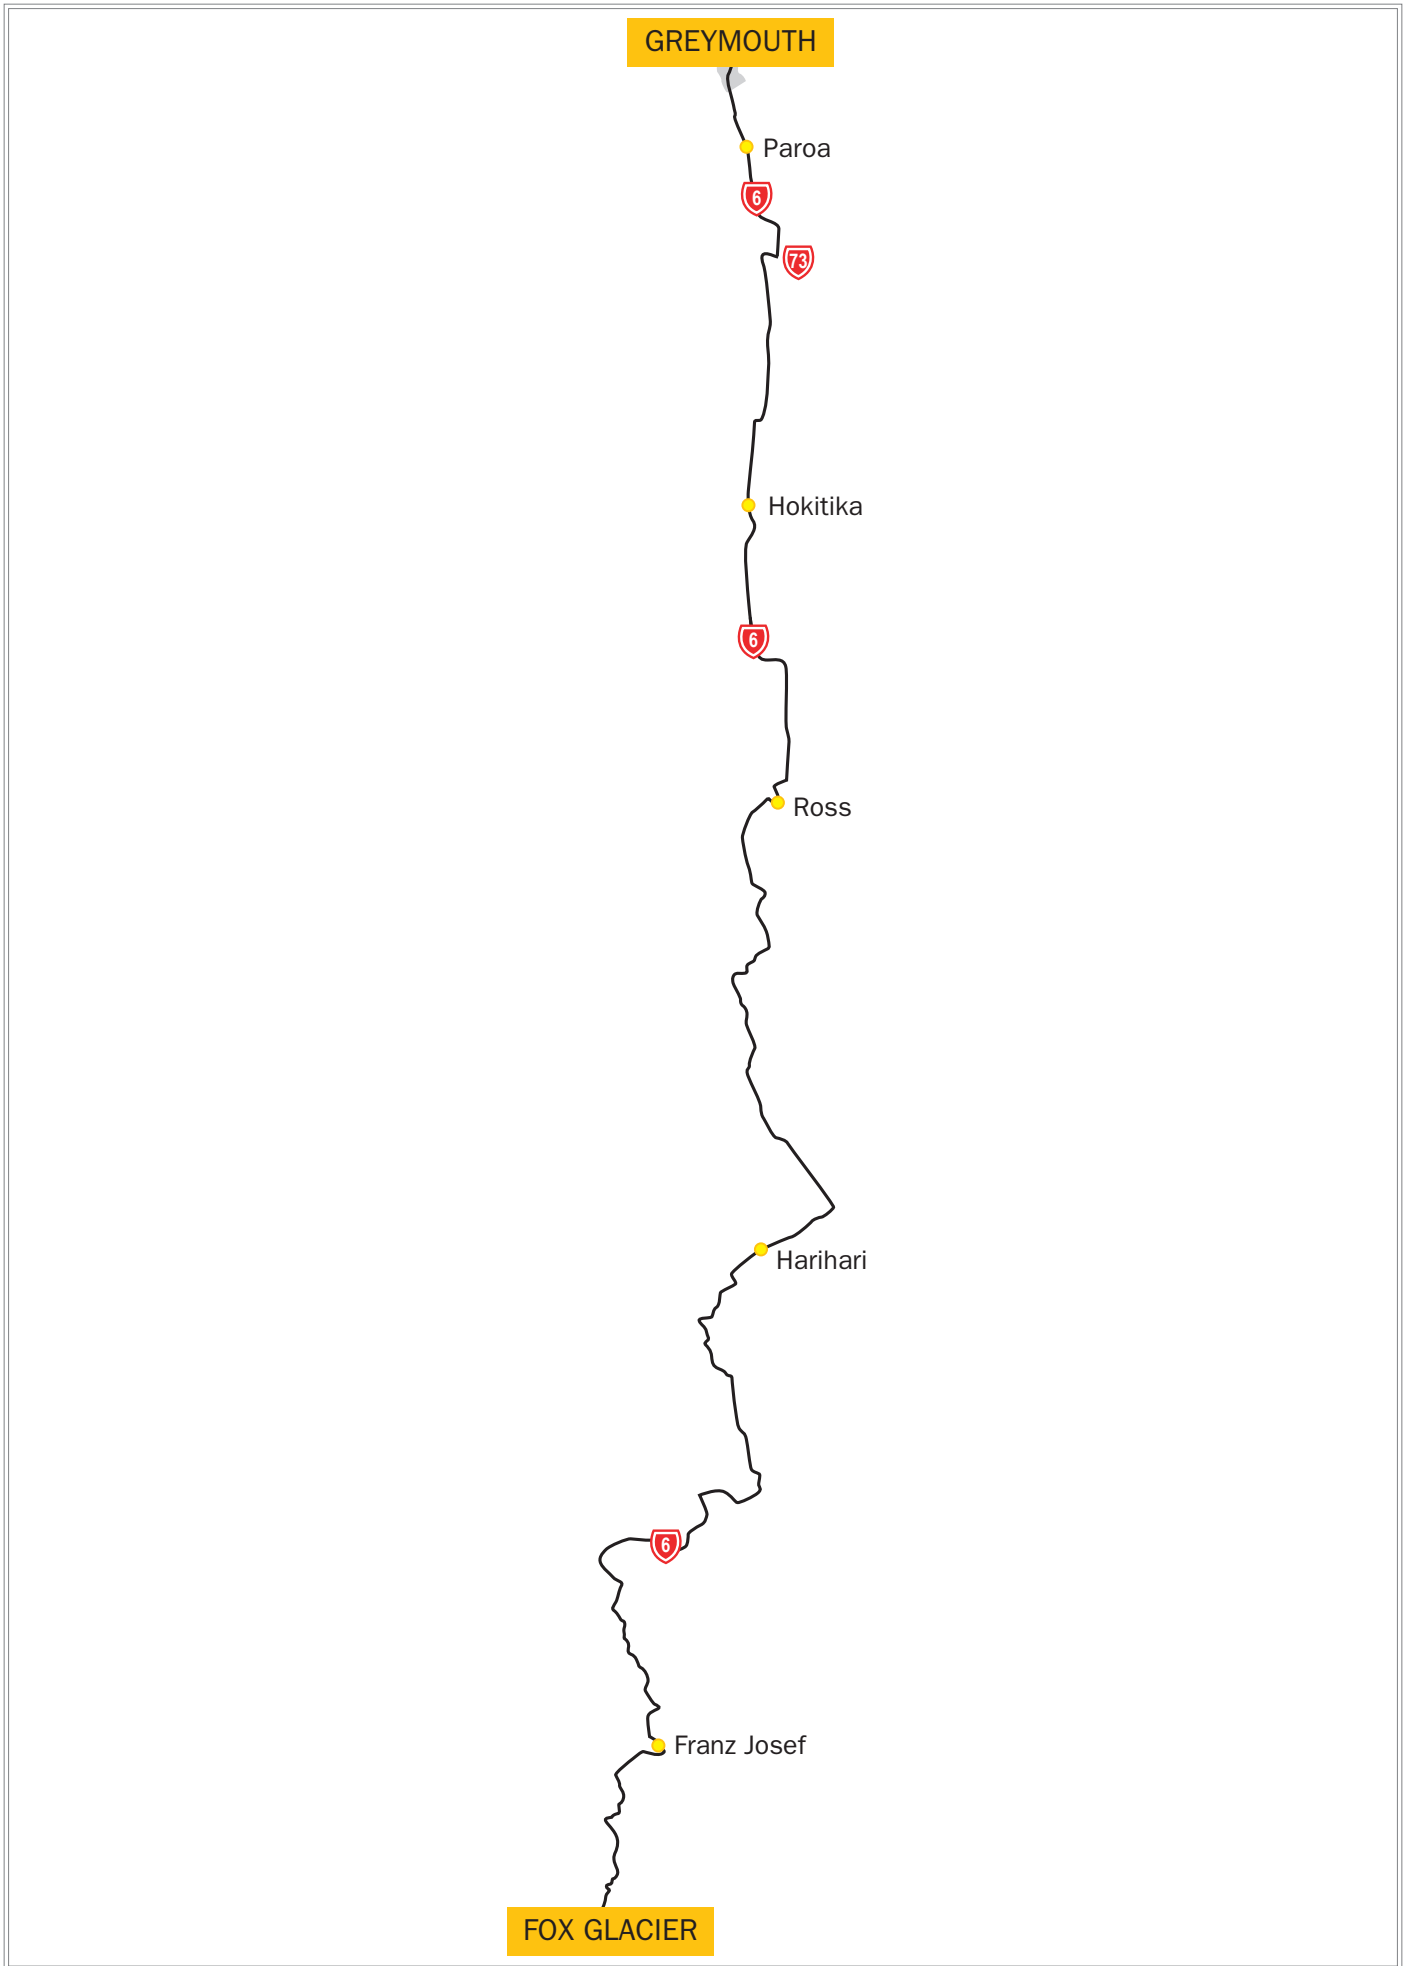 GREYMOUTH
Paroa
6
73
Hokitika
6
Ross
Harihari
6
Franz Josef
FOX GLACIER